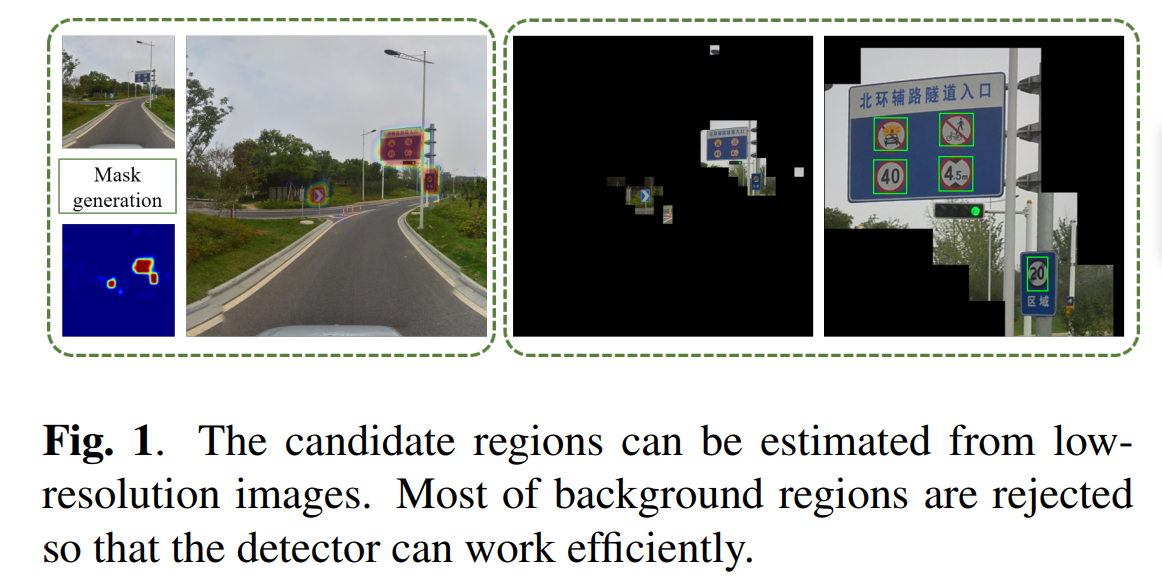 Mask
generation
北环辅路隧道入口
40
4.5m
20
区域
Fig. 1. The candidate regions can be estimated from low-
resolution images. Most of background regions are rejected
so that the detector can work efficiently.